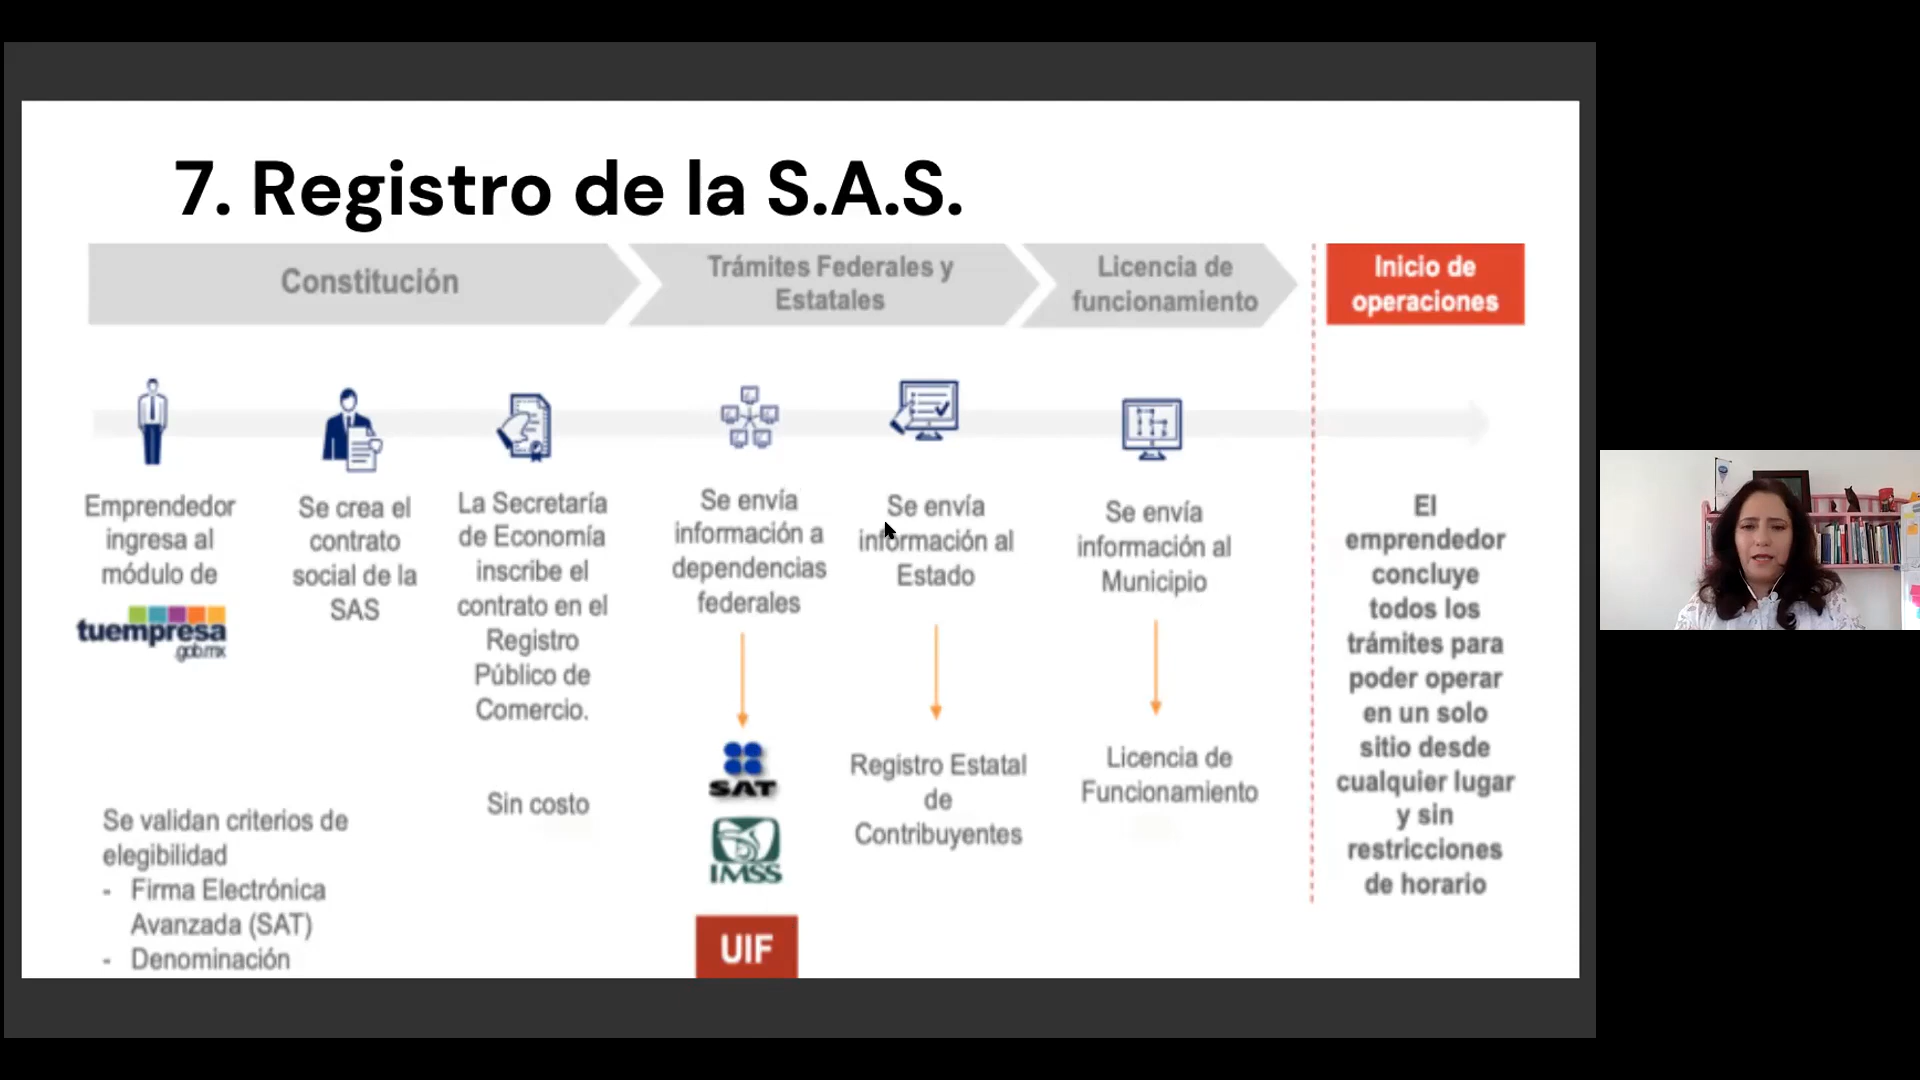 7. Registro de la S.A.S.
Constitución
Trámites Federales y
Estatales
Licencia de
funcionamiento
Inicio de
operaciones
Emprendedor
ingresa al
módulo de
tuempresa
.gob.mx
Se crea el
contrato
social de la
SAS
La Secretaría
de Economía
inscribe el
contrato en el
Registro
Público de
Comercio.
Sin costo
Se validan criterios de
elegibilidad
- Firma Electrónica
Avanzada (SAT)
- Denominación
Se envía
información a
dependencias
federales
SAT
IMSS
UIF
Se envía
información al
Estado
Registro Estatal
de
Contribuyentes
Se envía
información al
Municipio
Licencia de
Funcionamiento
El
emprendedor
concluye
todos los
trámites para
poder operar
en un solo
sitio desde
cualquier lugar
y sin
restricciones
de horario